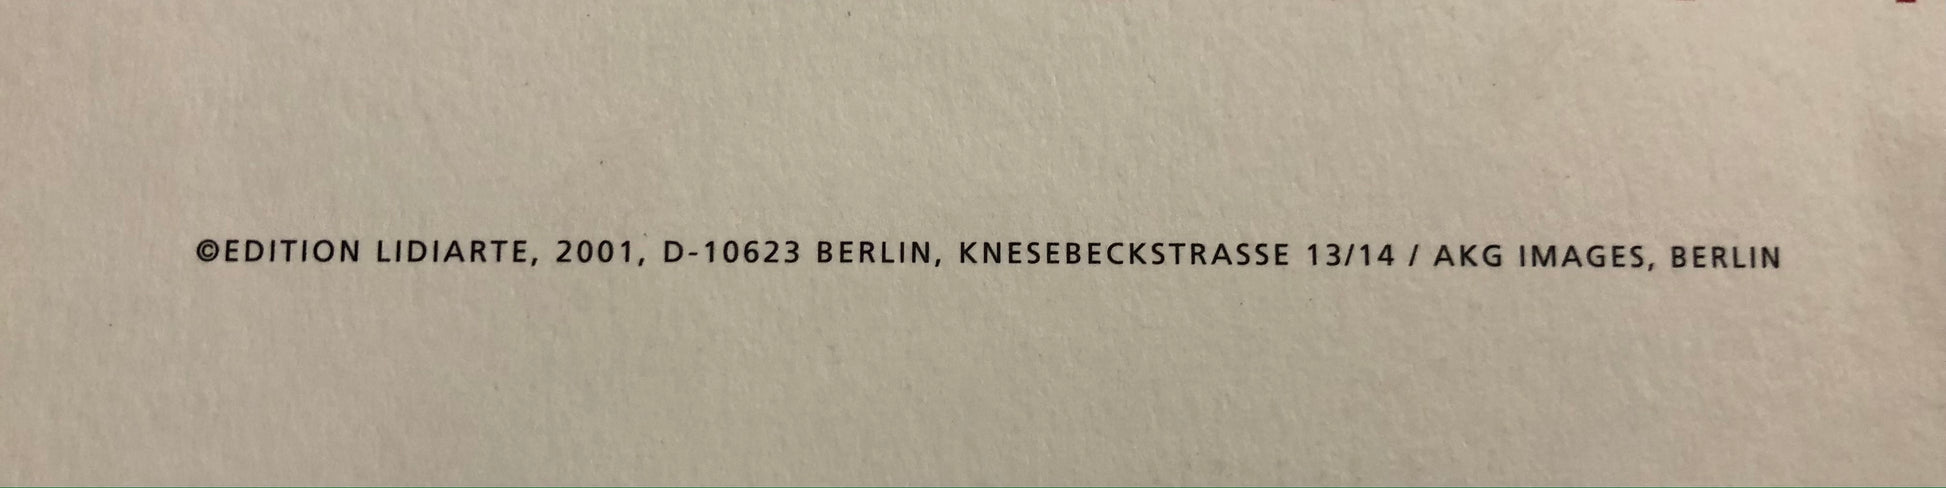 ©EDITION LIDIARTE, 2001, D-10623 BERLIN, KNESEBECKSTRASSE 13/14 / AKG IMAGES, BERLIN